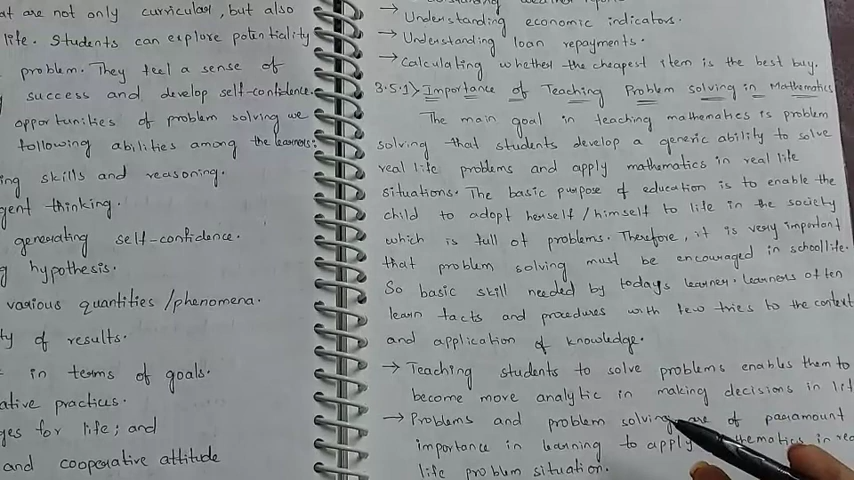 at are not only curricular, but also
life. Students can explore potentiality
problem. They feel a sense of
success and develop self-confidence.
opportunities of problem solving we
following abilities among the learners:
ing skills and reasoning.
gent thinking.
generating self-confidence.
g hypothesis.
various quantities /phenomena.
ty of results.
in terms of goals.
ative practices.
ges for life; and
and cooperative attitude
→ Understanding economic indicators.
→ Understanding loan repayments.
→ Calculating whether the cheapest item is the best buy.
3.5.1) Importance of Teaching Problem solving in Mathematics
The main goal in teaching mathematics is problem
solving that students develop a generic ability to solve
real life problems and apply mathematics in real life
situations. The basic purpose of education is to enable the
child to adopt herself/himself to life in the society
which is full of problems. Therefore, it is very important
that problem solving must be encouraged in school life.
So basic skill needed by todays learner. learners often
learn facts and procedures with few tries to the context
and application of knowledge.
→ Teaching students to solve problems enables them to
become more analytic in making decisions in lif
→ Problems and problem solving are of paramount
importance in learning to apply thematics in rea
life problem situation.